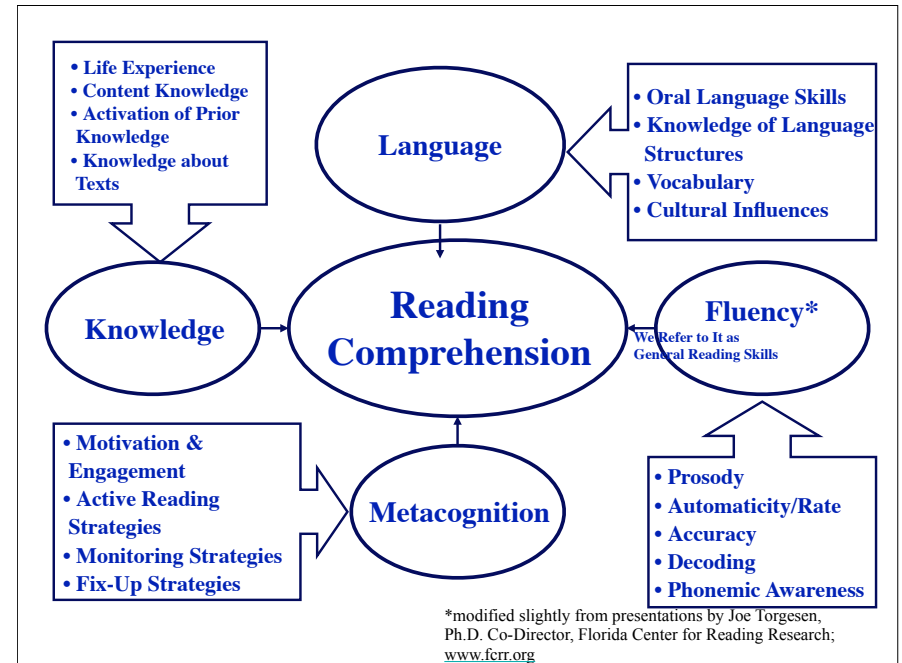 • Life Experience
• Content Knowledge
• Activation of Prior
Knowledge
• Knowledge about
Texts
Language
• Oral Language Skills
• Knowledge of Language
Structures
• Vocabulary
• Cultural Influences
Knowledge
Reading
Comprehension
Fluency*
We Refer to It as
General Reading Skills
• Motivation &
Engagement
• Active Reading
Strategies
• Monitoring Strategies
• Fix-Up Strategies
Metacognition
• Prosody
• Automaticity/Rate
• Accuracy
• Decoding
• Phonemic Awareness
*modified slightly from presentations by Joe Torgesen,
Ph.D. Co-Director, Florida Center for Reading Research;
www.fcrr.org